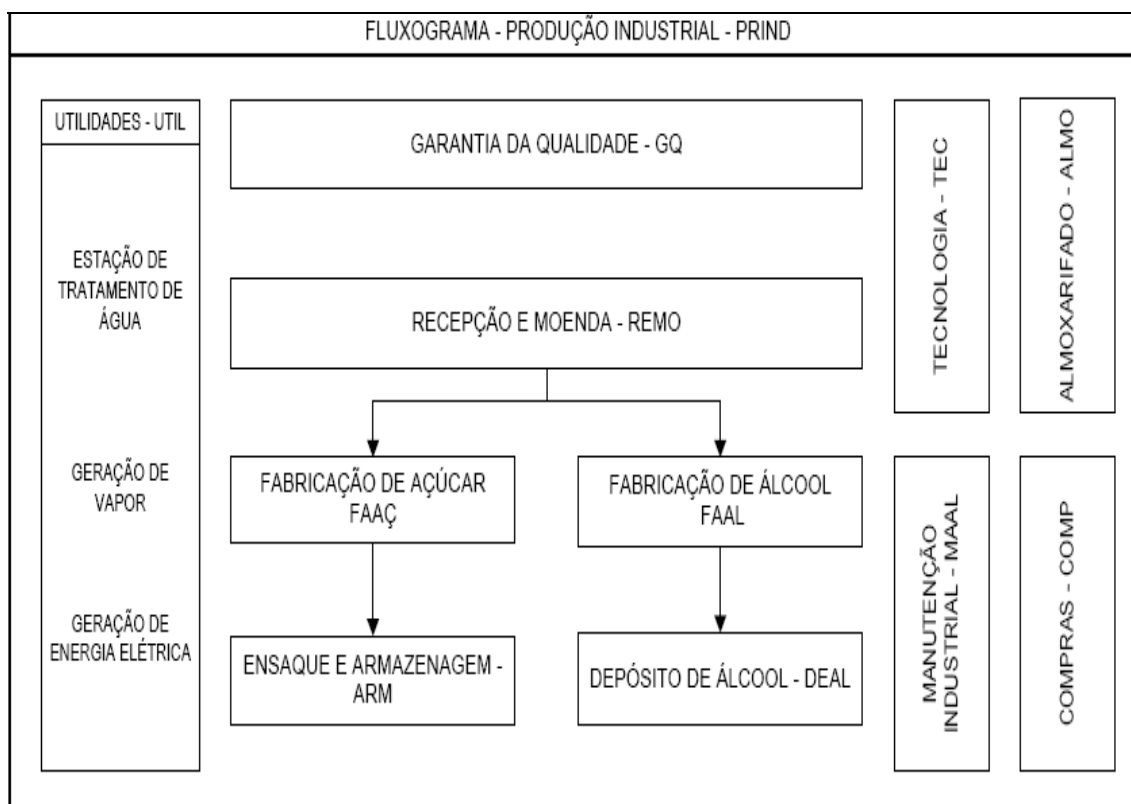 FLUXOGRAMA - PRODUÇÃO INDUSTRIAL - PRIND
UTILIDADES - UTIL
ESTAÇÃO DE
TRATAMENTO DE
ÁGUA
GERAÇÃO DE
VAPOR
GERAÇÃO DE
ENERGIA ELÉTRICA
GARANTIA DA QUALIDADE - GQ
RECEPÇÃO E MOENDA - REMO
FABRICAÇÃO DE AÇÚCAR
FAAÇ
FABRICAÇÃO DE ÁLCOOL
FAAL
ENSAQUE E ARMAZENAGEM -
ARM
DEPÓSITO DE ÁLCOOL - DEAL
TECNOLOGIA - TEC
ALMOXARIFADO - ALMO
MANUTENÇÃO
INDUSTRIAL - MAAL
COMPRAS - COMP